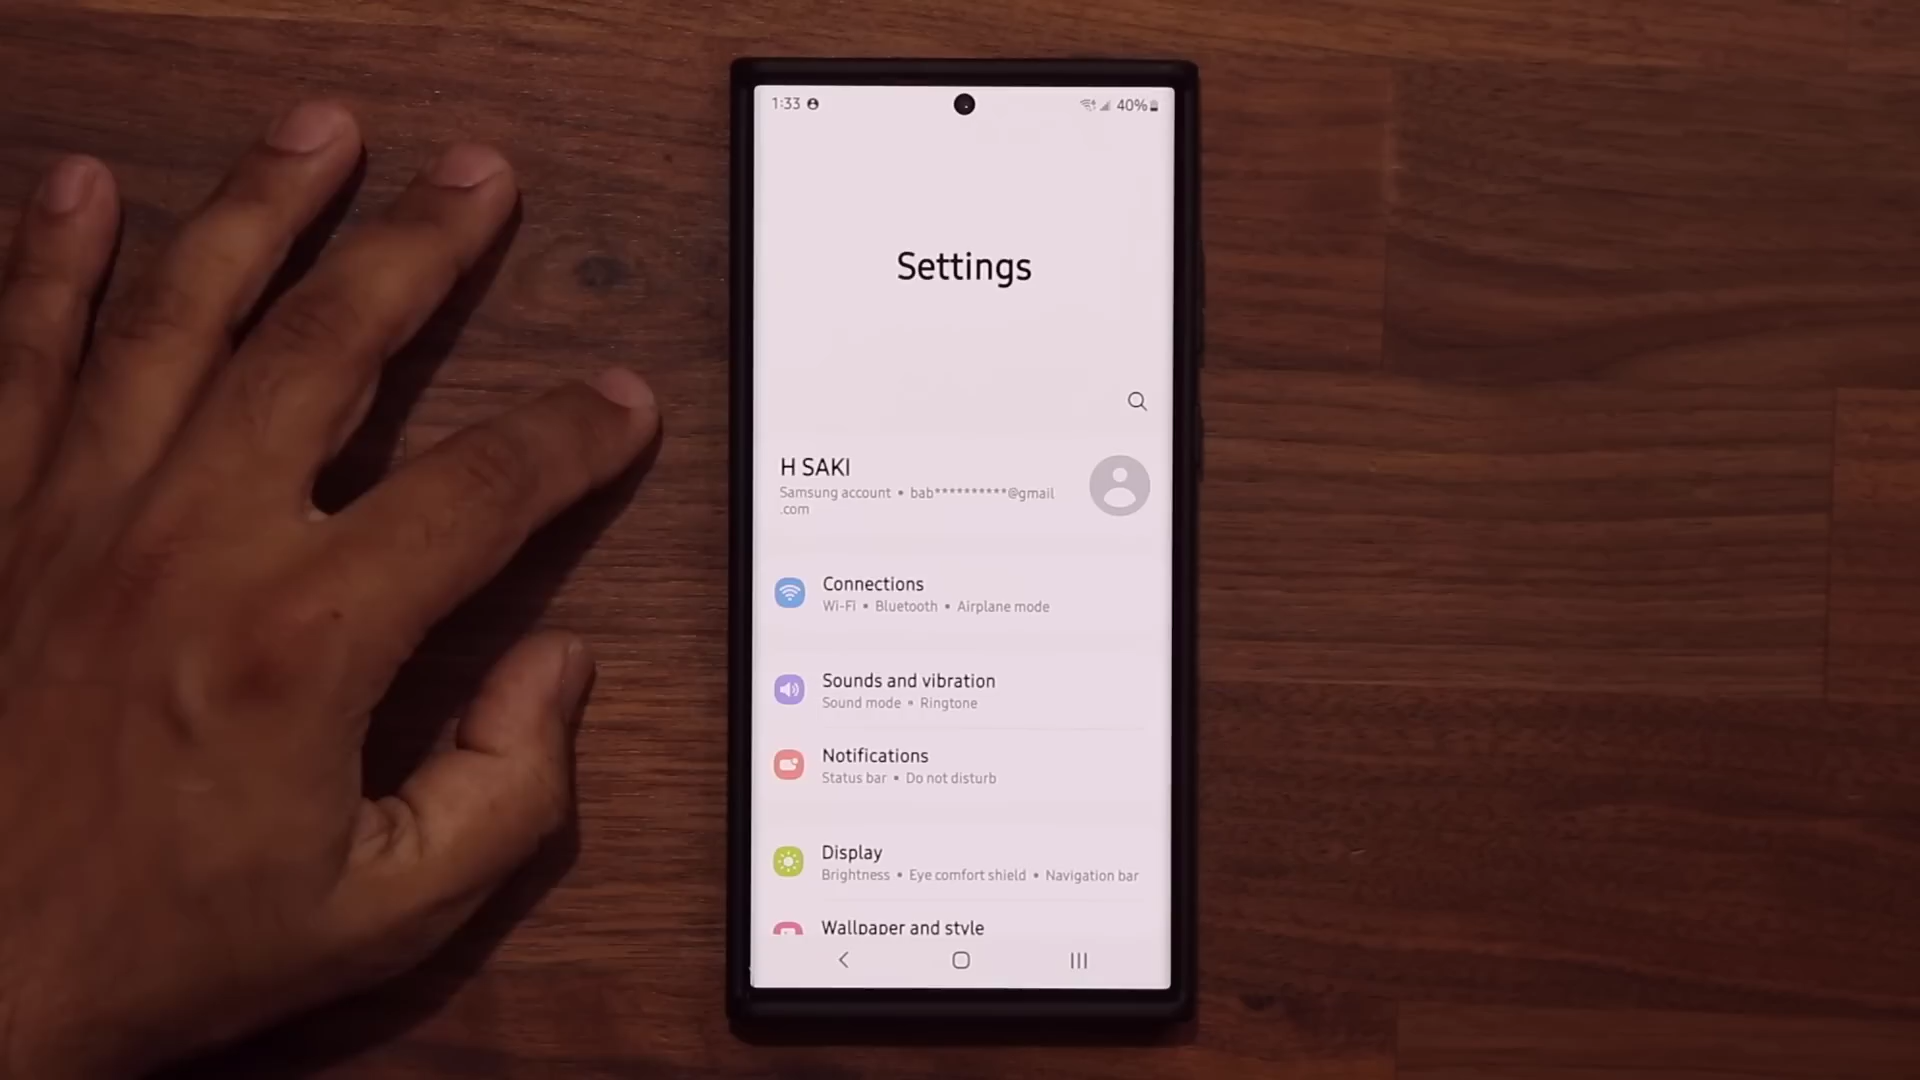 1:33
40%
Settings
H SAKI
Samsung account • bab**********@gmail
.com
Connections
Wi-Fi • Bluetooth • Airplane mode
Sounds and vibration
Sound mode • Ringtone
Notifications
Status bar • Do not disturb
Display
Brightness • Eye comfort shield • Navigation bar
Wallpaper and style